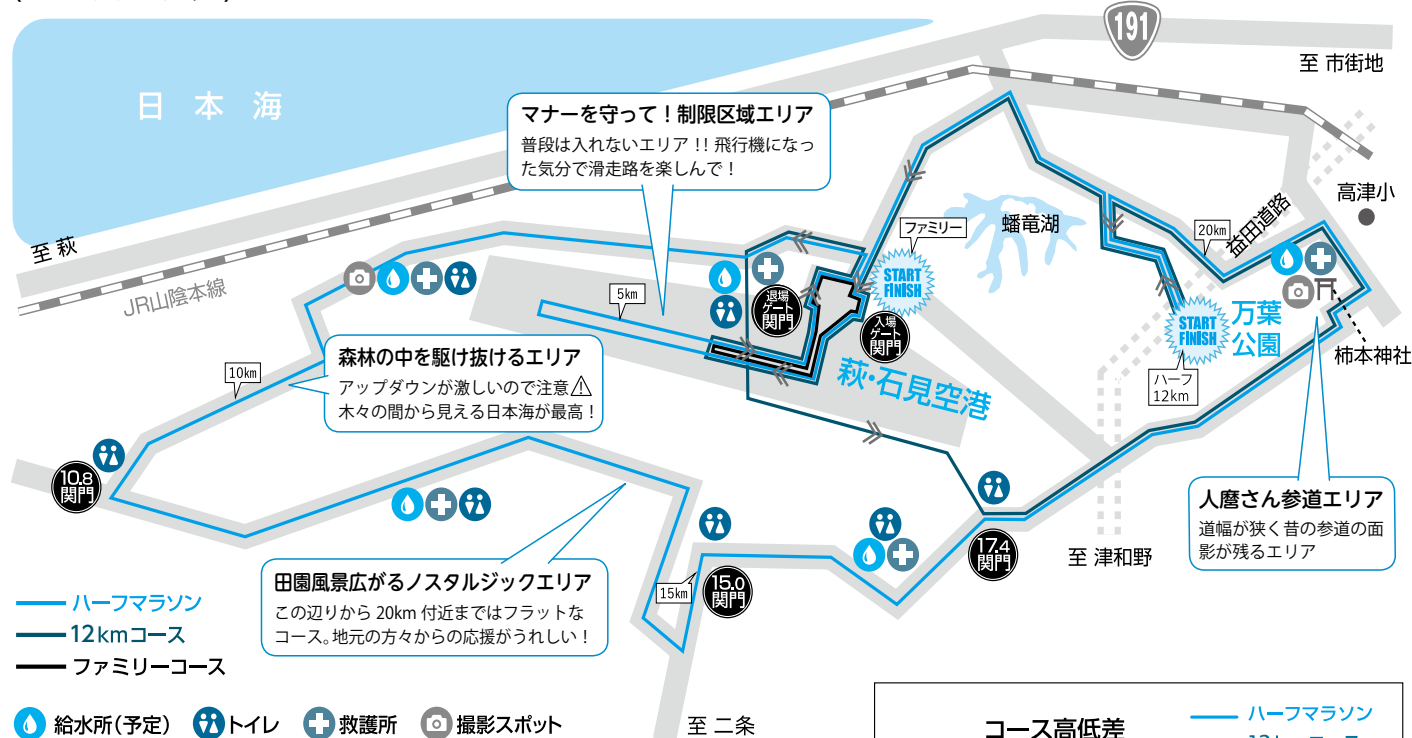 191
至 市街地
日 本 海
マナーを守って！制限区域エリア
普段は入れないエリア !! 飛行機になっ
た気分で滑走路を楽しんで！
高津小
益田道路
20km
ファミリー
蟠竜湖
至 萩
JR山陰本線
START
FINISH
退場
ゲート
関門
入場
ゲート
関門
5km
START
FINISH
万葉
公園
柿本神社
ハーフ
12km
萩・石見空港
森林の中を駆け抜けるエリア
アップダウンが激しいので注意⚠
木々の間から見える日本海が最高！
10km
10.8
関門
人麿さん参道エリア
道幅が狭く昔の参道の面
影が残るエリア
17.4
関門
至 津和野
田園風景広がるノスタルジックエリア
この辺りから 20km 付近まではフラットな
コース。地元の方々からの応援がうれしい！
15km
15.0
関門
ハーフマラソン
12kmコース
ファミリーコース
給水所(予定)
トイレ
救護所
撮影スポット
至 二条
コース高低差
ハーフマラソン